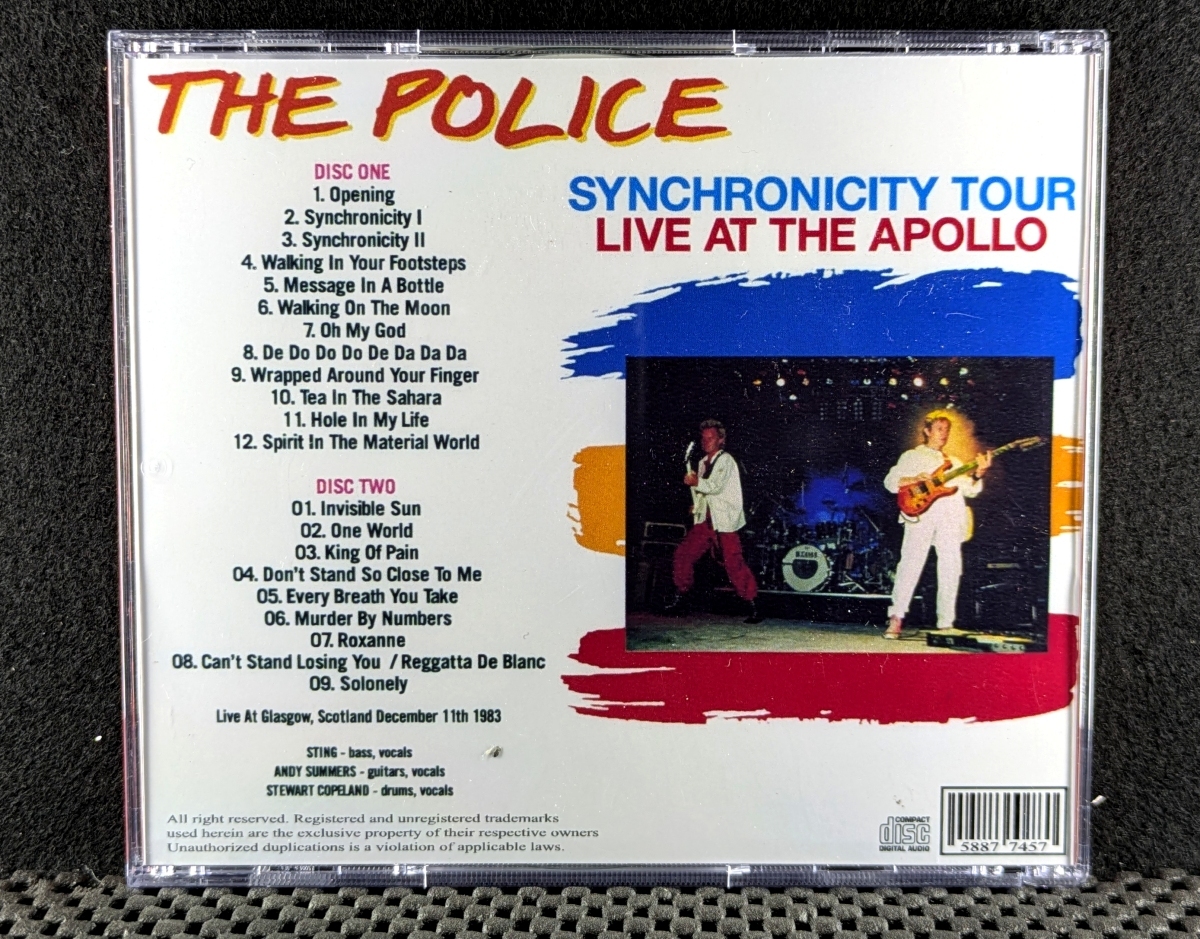 THE POLICE
SYNCHRONICITY TOUR
LIVE AT THE APOLLO
DISC ONE
1. Opening
2. Synchronicity I
3. Synchronicity II
4. Walking In Your Footsteps
5. Message In A Bottle
6. Walking On The Moon
7. Oh My God
8. De Do Do Do De Da Da Da
9. Wrapped Around Your Finger
10. Tea In The Sahara
11. Hole In My Life
12. Spirit In The Material World
DISC TWO
01. Invisible Sun
02. One World
03. King Of Pain
04. Don't Stand So Close To Me
05. Every Breath You Take
06. Murder By Numbers
07. Roxanne
08. Can't Stand Losing You / Reggatta De Blanc
09. Solonely
Live At Glasgow, Scotland December 11th 1983
STING - bass, vocals
ANDY SUMMERS - guitars, vocals
STEWART COPELAND - drums, vocals
All right reserved. Registered and unregistered trademarks
used herein are the exclusive property of their respective owners
Unauthorized duplications is a violation of applicable laws.
COMPACT
disc
DIGITAL AUDIO
5887 7457